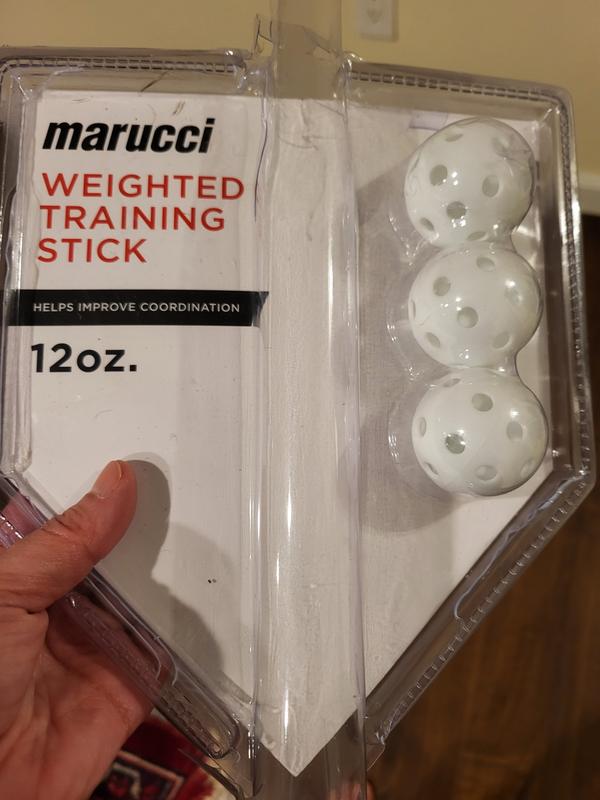 marucci
WEIGHTED
TRAINING
STICK
HELPS IMPROVE COORDINATION
12oz.